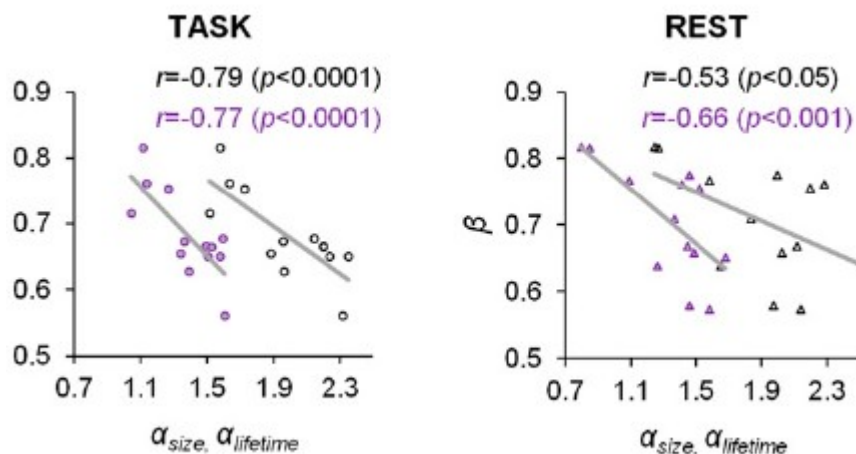 TASK
r=-0.79 (p<0.0001)
r=-0.77 (p<0.0001)
0.9
0.8
0.7
0.6
0.5
0.7 1.1 1.5 1.9 2.3
αsize, αlifetime
REST
r=-0.53 (p<0.05)
r=-0.66 (p<0.001)
0.9
0.8
β
0.7
0.6
0.5
0.7 1.1 1.5 1.9 2.3
αsize, αlifetime